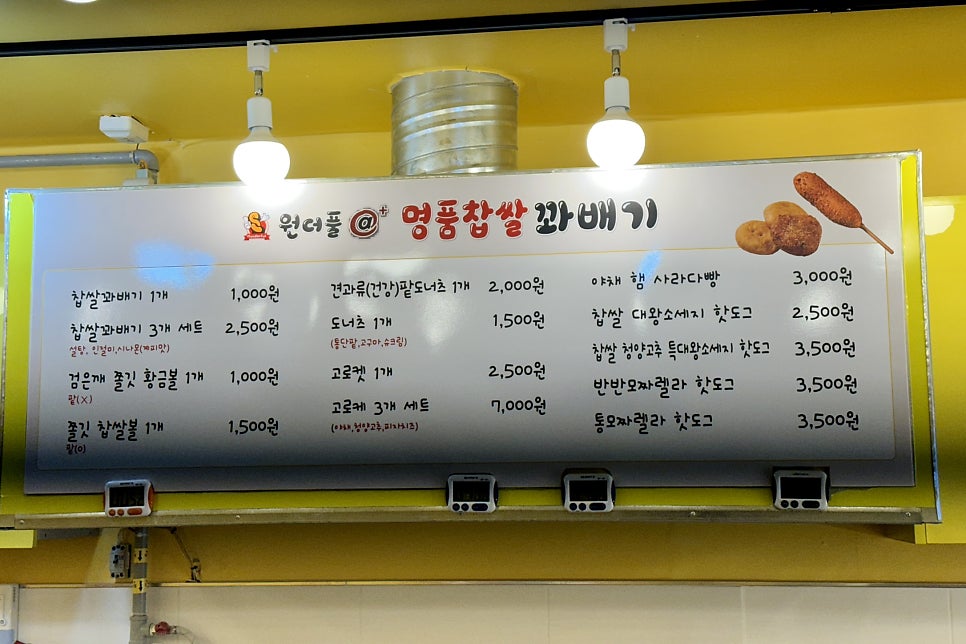 원더풀 @+ 명품찹쌀 꽈배기
찹쌀꽈배기 1개 1,000원
찹쌀꽈배기 3개 세트 2,500원
설탕, 인절미,시나몬(계피맛)
검은깨 쫄깃 황금볼 1개 1,000원
팥(X)
쫄깃 찹쌀볼 1개 1,500원
팥(O)
견과류(건강)팥도너츠 1개 2,000원
도너츠 1개 1,500원
(통단팥,고구마,슈크림)
고로켓 1개 2,500원
고로케 3개 세트 7,000원
(야채,청양고추,피자치즈)
야채 햄 사라다빵 3,000원
찹쌀 대왕소세지 핫도그 2,500원
찹쌀 청양고추 특대왕소세지 핫도그 3,500원
반반모짜렐라 핫도그 3,500원
통모짜렐라 핫도그 3,500원